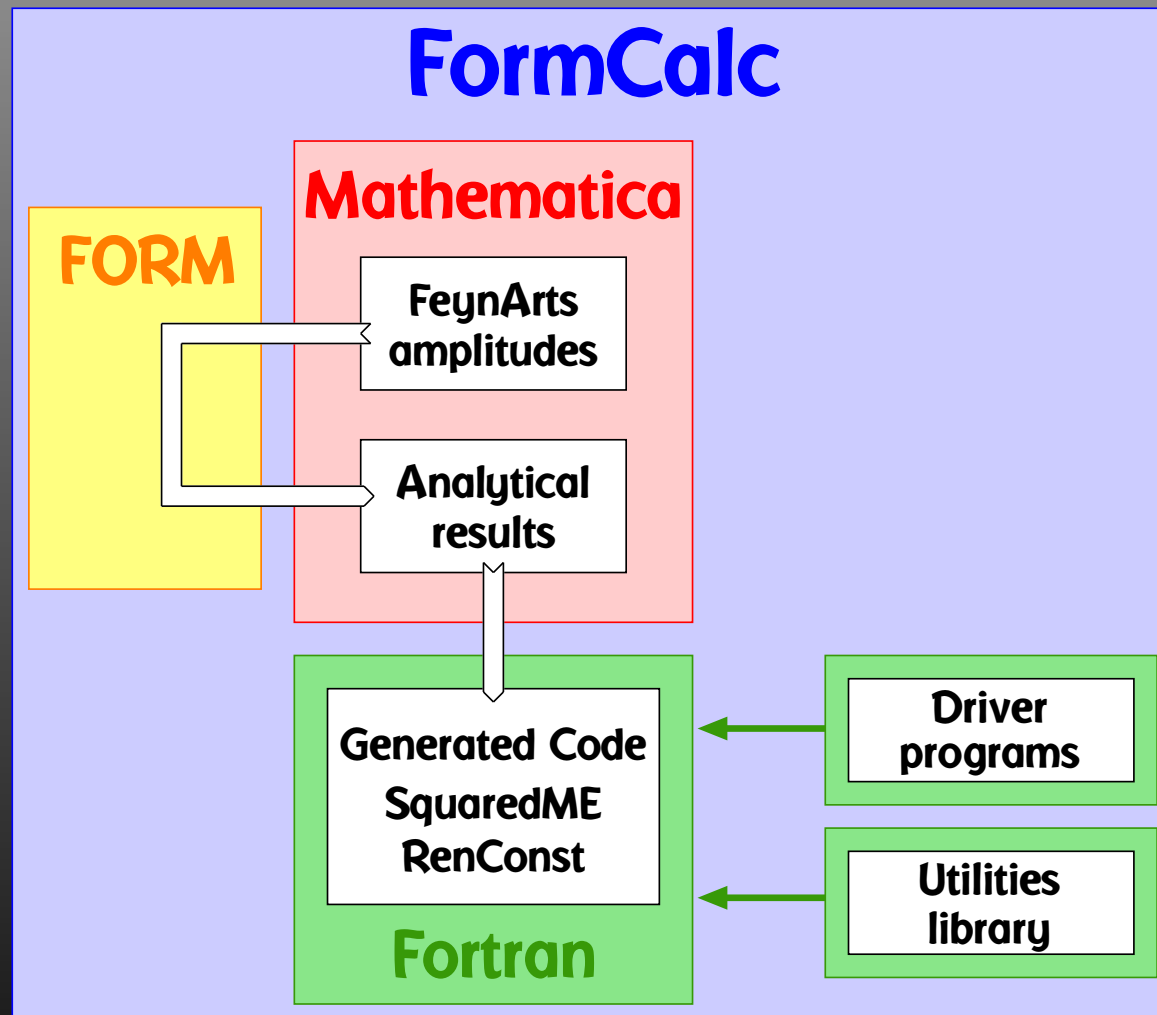 FormCalc
Mathematica
FORM
FeynArts
amplitudes
Analytical
results
Generated Code
SquaredME
RenConst
Fortran
Driver
programs
Utilities
library